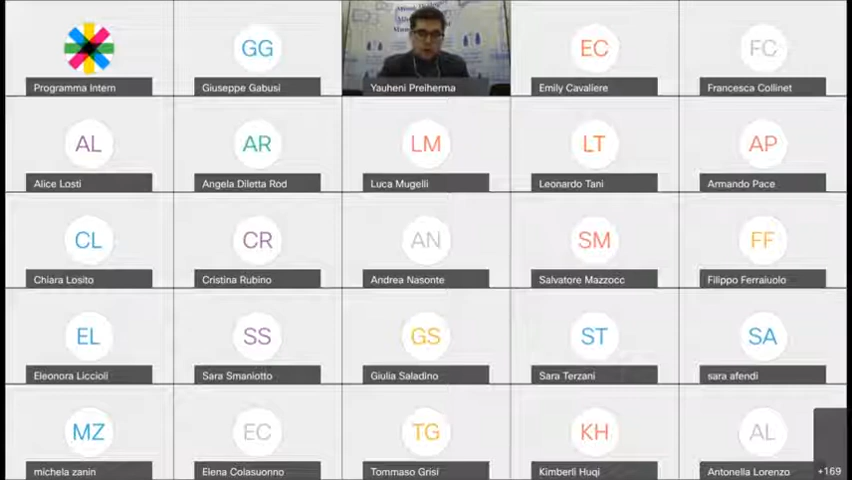 GG
EC
FC
Programma Intern
Giuseppe Gabusi
Yauheni Preiherma
Emily Cavaliere
Francesca Collinet
AL
AR
LM
LT
AP
Alice Losti
Angela Diletta Rod
Luca Mugelli
Leonardo Tani
Armando Pace
CL
CR
AN
SM
FF
Chiara Losito
Cristina Rubino
Andrea Nasonte
Salvatore Mazzocc
Filippo Ferraiuolo
EL
SS
GS
ST
SA
Eleonora Liccioli
Sara Smaniotto
Giulia Saladino
Sara Terzani
sara afendi
MZ
EC
TG
KH
AL
michela zanin
Elena Colasuonno
Tommaso Grisi
Kimberli Huqi
Antonella Lorenzo
+169